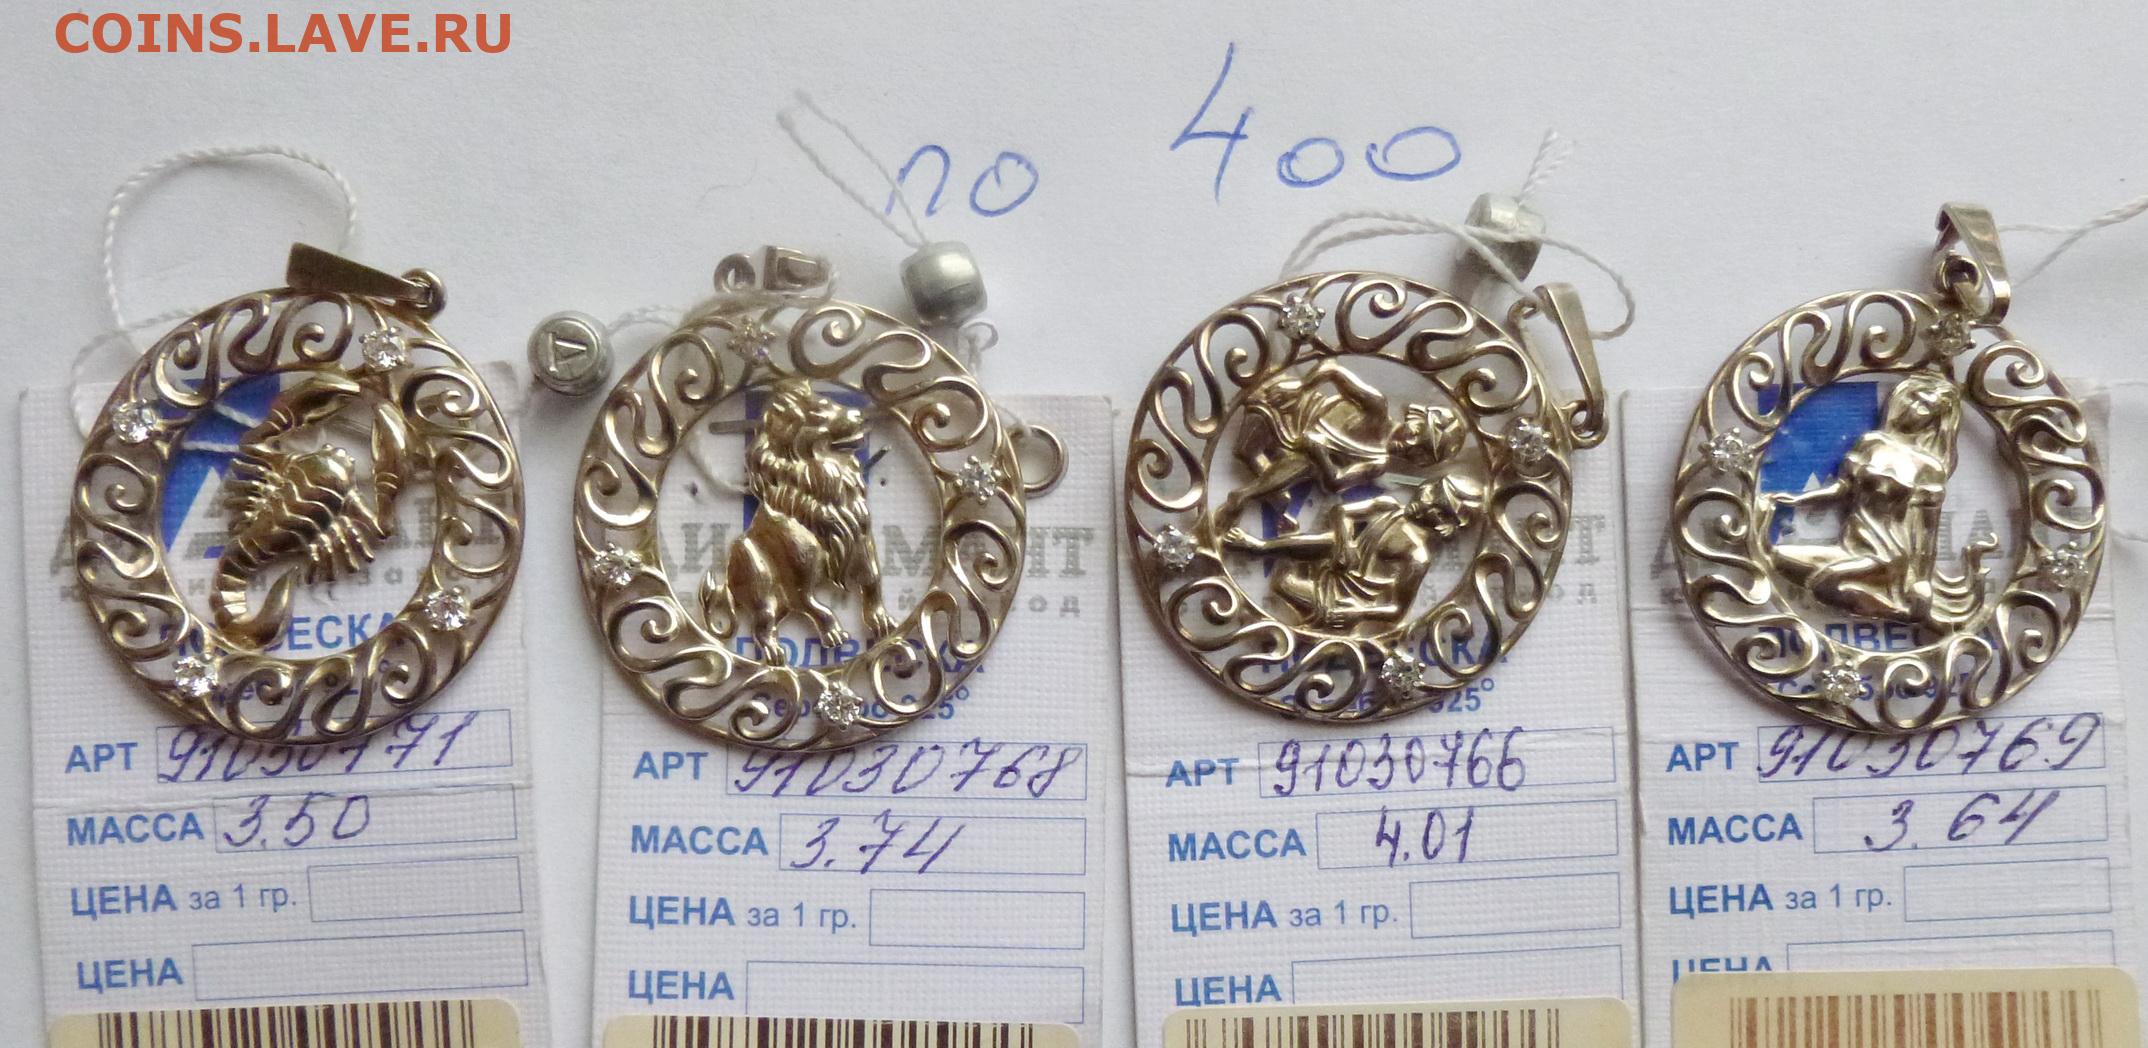 COINS.LAVE.RU
по 400
АРТ 91030771
МАССА 3.50
ЦЕНА за 1 гр.
ЦЕНА
ПОДВЕСКА
АРТ 91030768
МАССА 3.74
ЦЕНА за 1 гр.
ЦЕНА
АРТ 91030766
МАССА 4.01
ЦЕНА за 1 гр.
ЦЕНА
АРТ 91030769
МАССА 3.64
ЦЕНА за 1 гр.
ЦЕНА